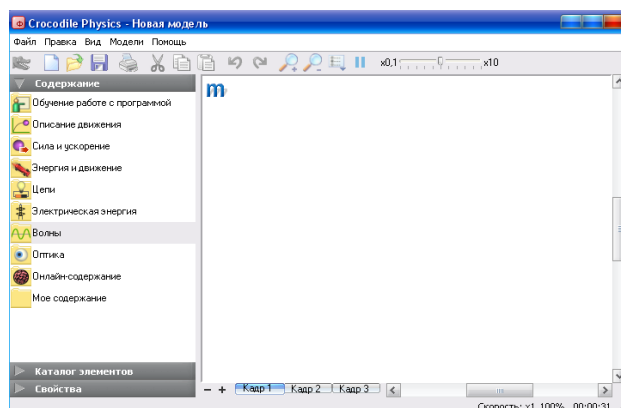 Crocodile Physics - Новая модель
Файл Правка Вид Модели Помощь
x0,1 x10
Содержание
m
Обучение работе с программой
Описание движения
Сила и ускорение
Энергия и движение
Цепи
Электрическая энергия
Волны
Оптика
Онлайн-содержание
Мое содержание
Каталог элементов
Свойства
Кадр 1 Кадр 2 Кадр 3
Скорость: x1 100% 00:00:31